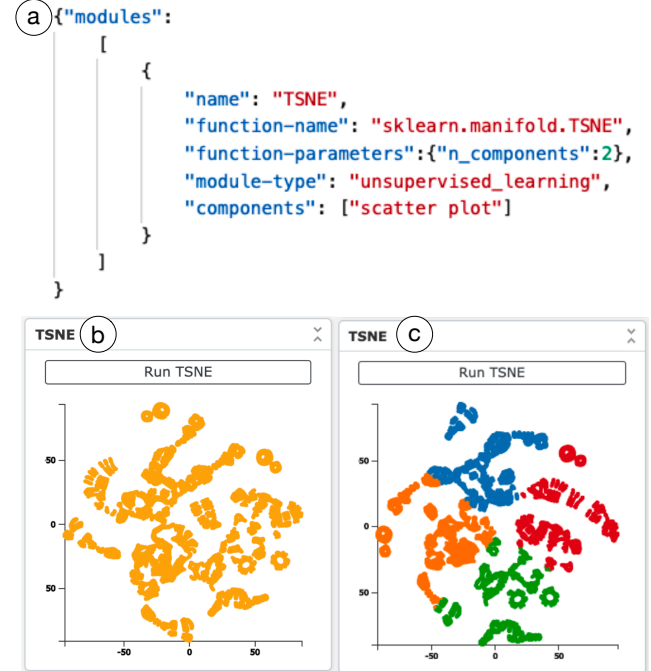 a {"modules":
[
{
"name": "TSNE",
"function-name": "sklearn.manifold.TSNE",
"function-parameters":{"n_components":2},
"module-type": "unsupervised_learning",
"components": ["scatter plot"]
}
]
}
TSNE b
Run TSNE
50
0
50
-50
0
50
TSNE c
Run TSNE
50
0
50
-50
0
50